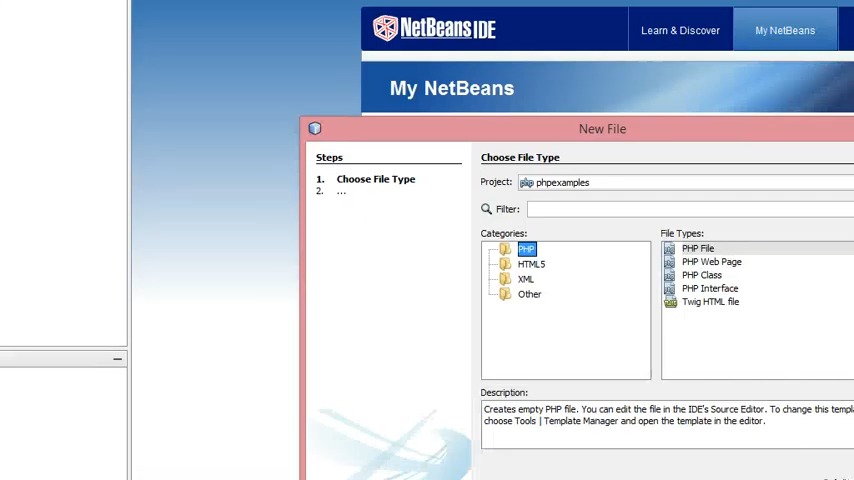 NetBeans IDE
Learn & Discover
My NetBeans
My NetBeans
New File
Steps
Choose File Type
1. Choose File Type
Project: phpexamples
2. ...
Filter:
Categories:
File Types:
PHP
PHP File
HTML5
PHP Web Page
XML
PHP Class
Other
PHP Interface
Twig HTML file
Description:
Creates empty PHP file. You can edit the file in the IDE's Source Editor. To change this templa
choose Tools | Template Manager and open the template in the editor.